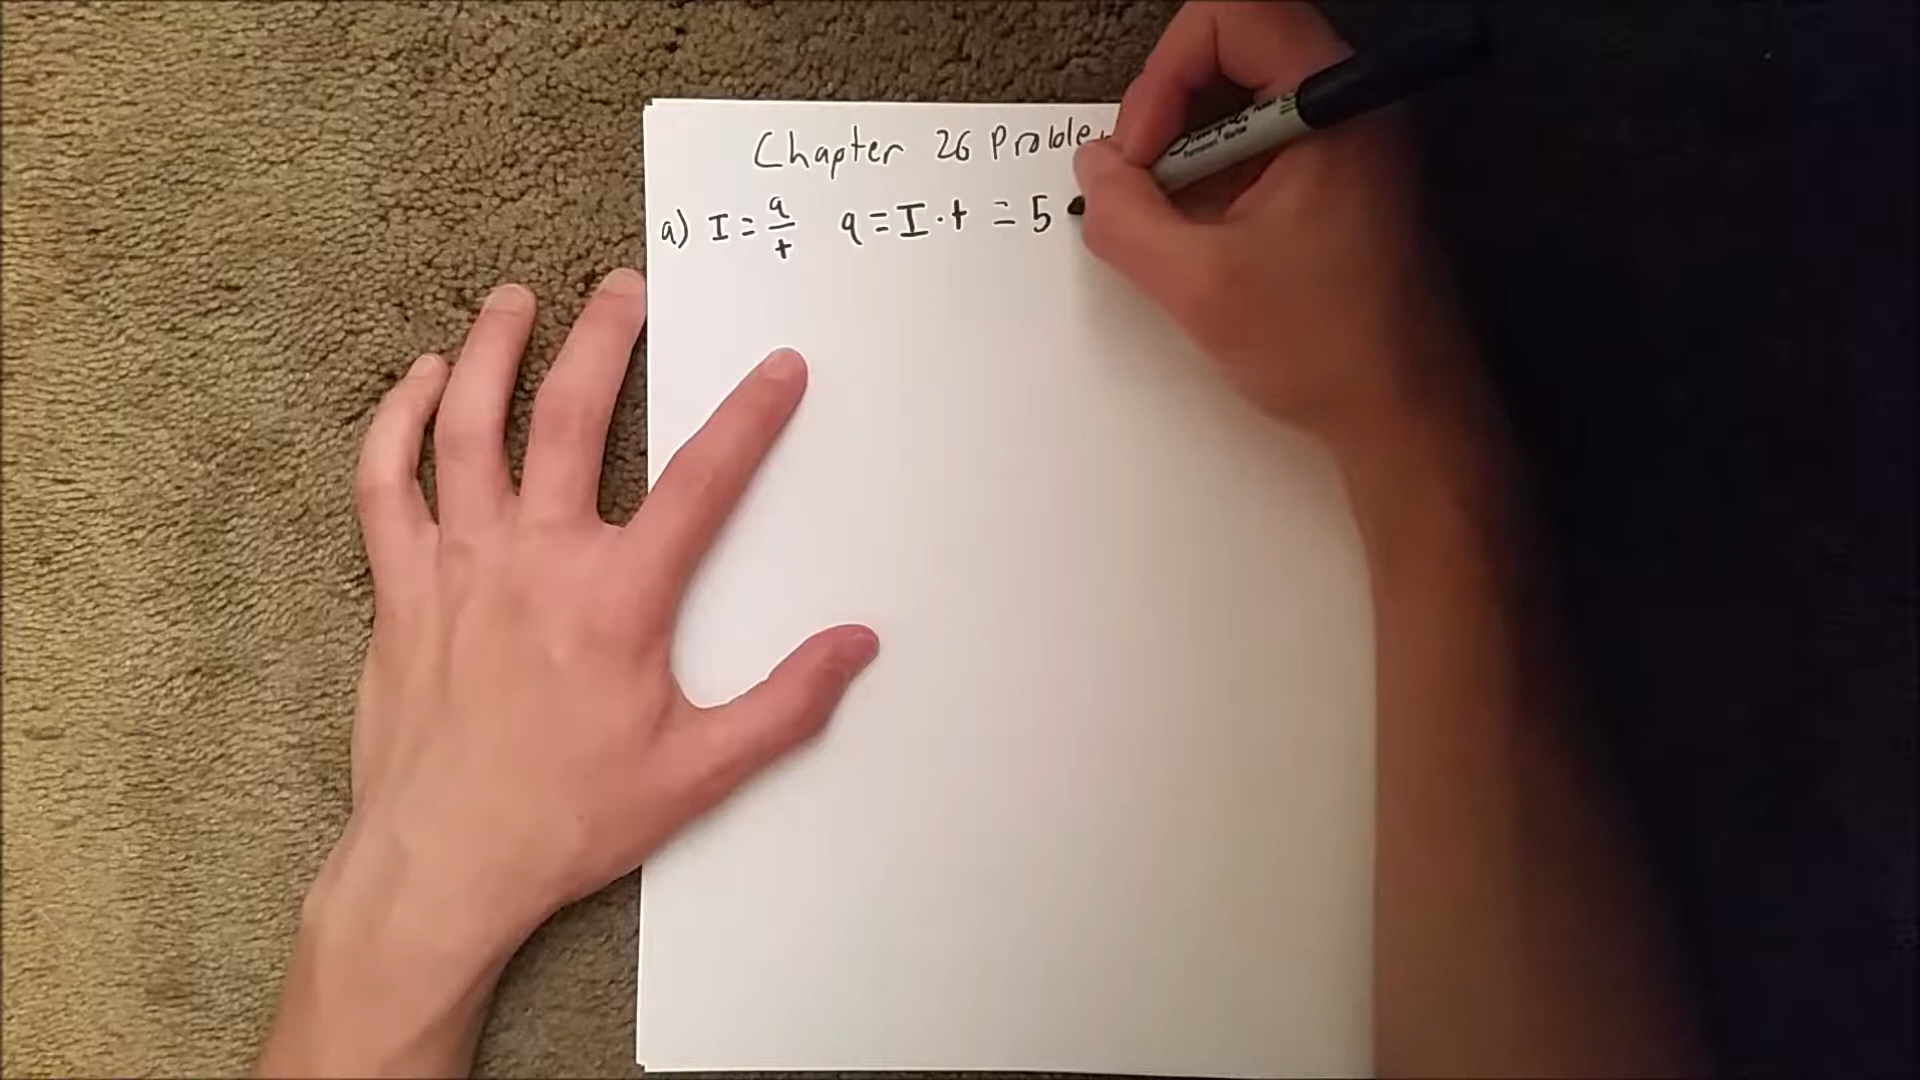 Chapter 26 Proble
a) I = q/t q = I · t = 5